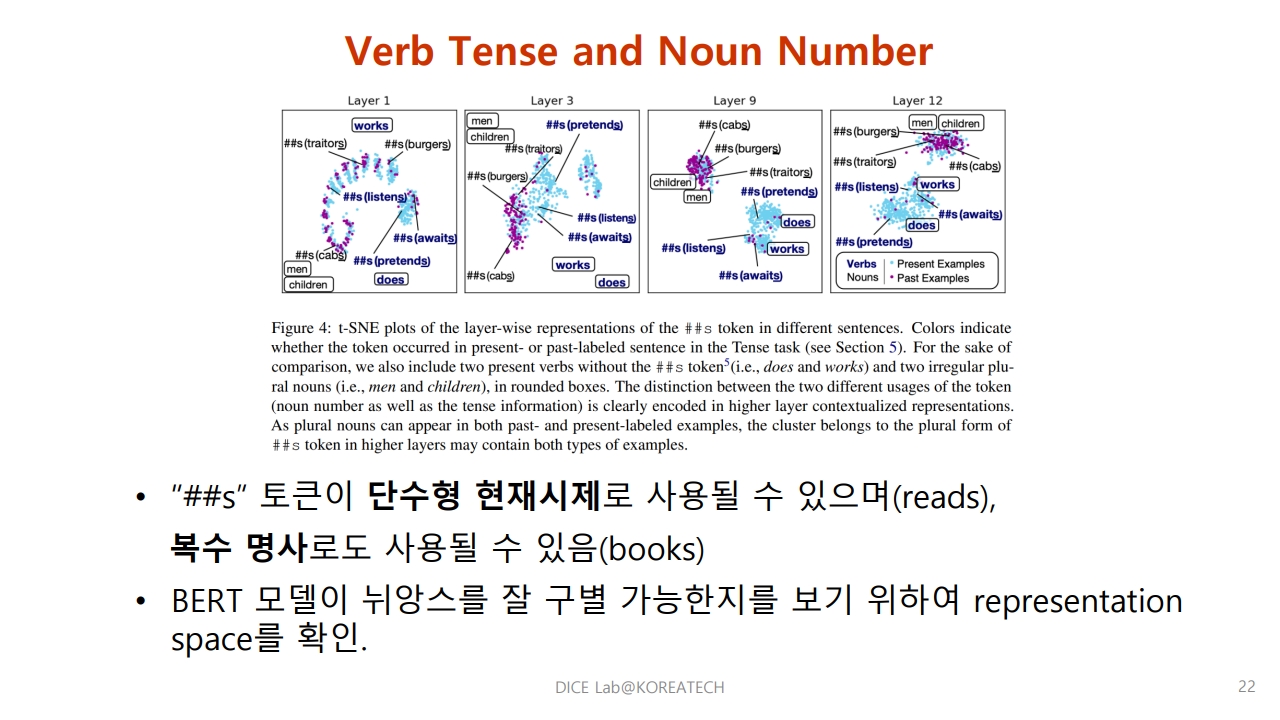 Verb Tense and Noun Number
Layer 1
works
##s (traitors)
##s (burgers)
##s (listens)
##s (awaits)
##s (cabs)
##s (pretends)
men
does
children
Layer 3
men
##s (pretends)
children
##s (traitors)
##s (burgers)
##s (listens)
##s (awaits)
works
##s (cabs)
does
Layer 9
##s (cabs)
##s (burgers)
##s (traitors)
children
##s (pretends)
men
does
##s (listens)
works
##s (awaits)
Layer 12
men
children
##s (burgers)
##s (traitors)
##s (cabs)
##s (listens)
works
##s (awaits)
does
##s (pretends)
Verbs
Nouns
Present Examples
Past Examples
Figure 4: t-SNE plots of the layer-wise representations of the ##s token in different sentences. Colors indicate
whether the token occurred in present- or past-labeled sentence in the Tense task (see Section 5). For the sake of
comparison, we also include two present verbs without the ##s token5(i.e., does and works) and two irregular plu-
ral nouns (i.e., men and children), in rounded boxes. The distinction between the two different usages of the token
(noun number as well as the tense information) is clearly encoded in higher layer contextualized representations.
As plural nouns can appear in both past- and present-labeled examples, the cluster belongs to the plural form of
##s token in higher layers may contain both types of examples.
• "##s" 토큰이 단수형 현재시제로 사용될 수 있으며(reads),
복수 명사로도 사용될 수 있음(books)
• BERT 모델이 뉘앙스를 잘 구별 가능한지를 보기 위하여 representation
space를 확인.
DICE Lab@KOREATECH
22